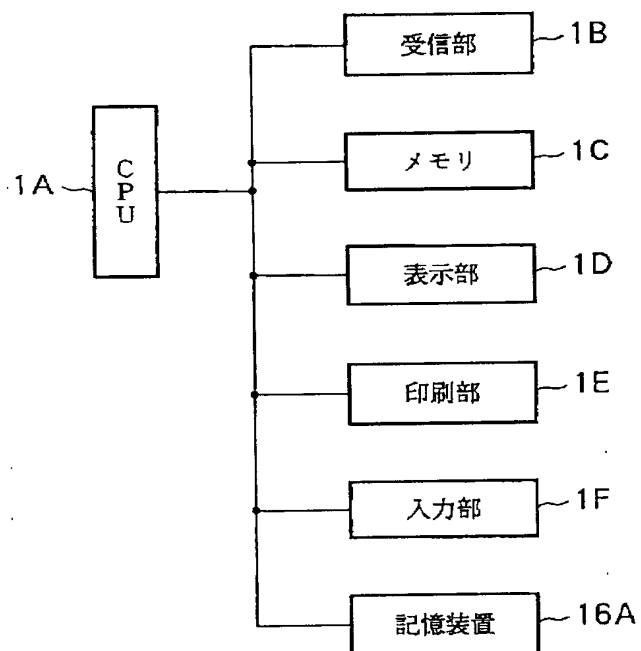 受信部 1B
メモリ 1C
1A CPU
表示部 1D
印刷部 1E
入力部 1F
記憶装置 16A